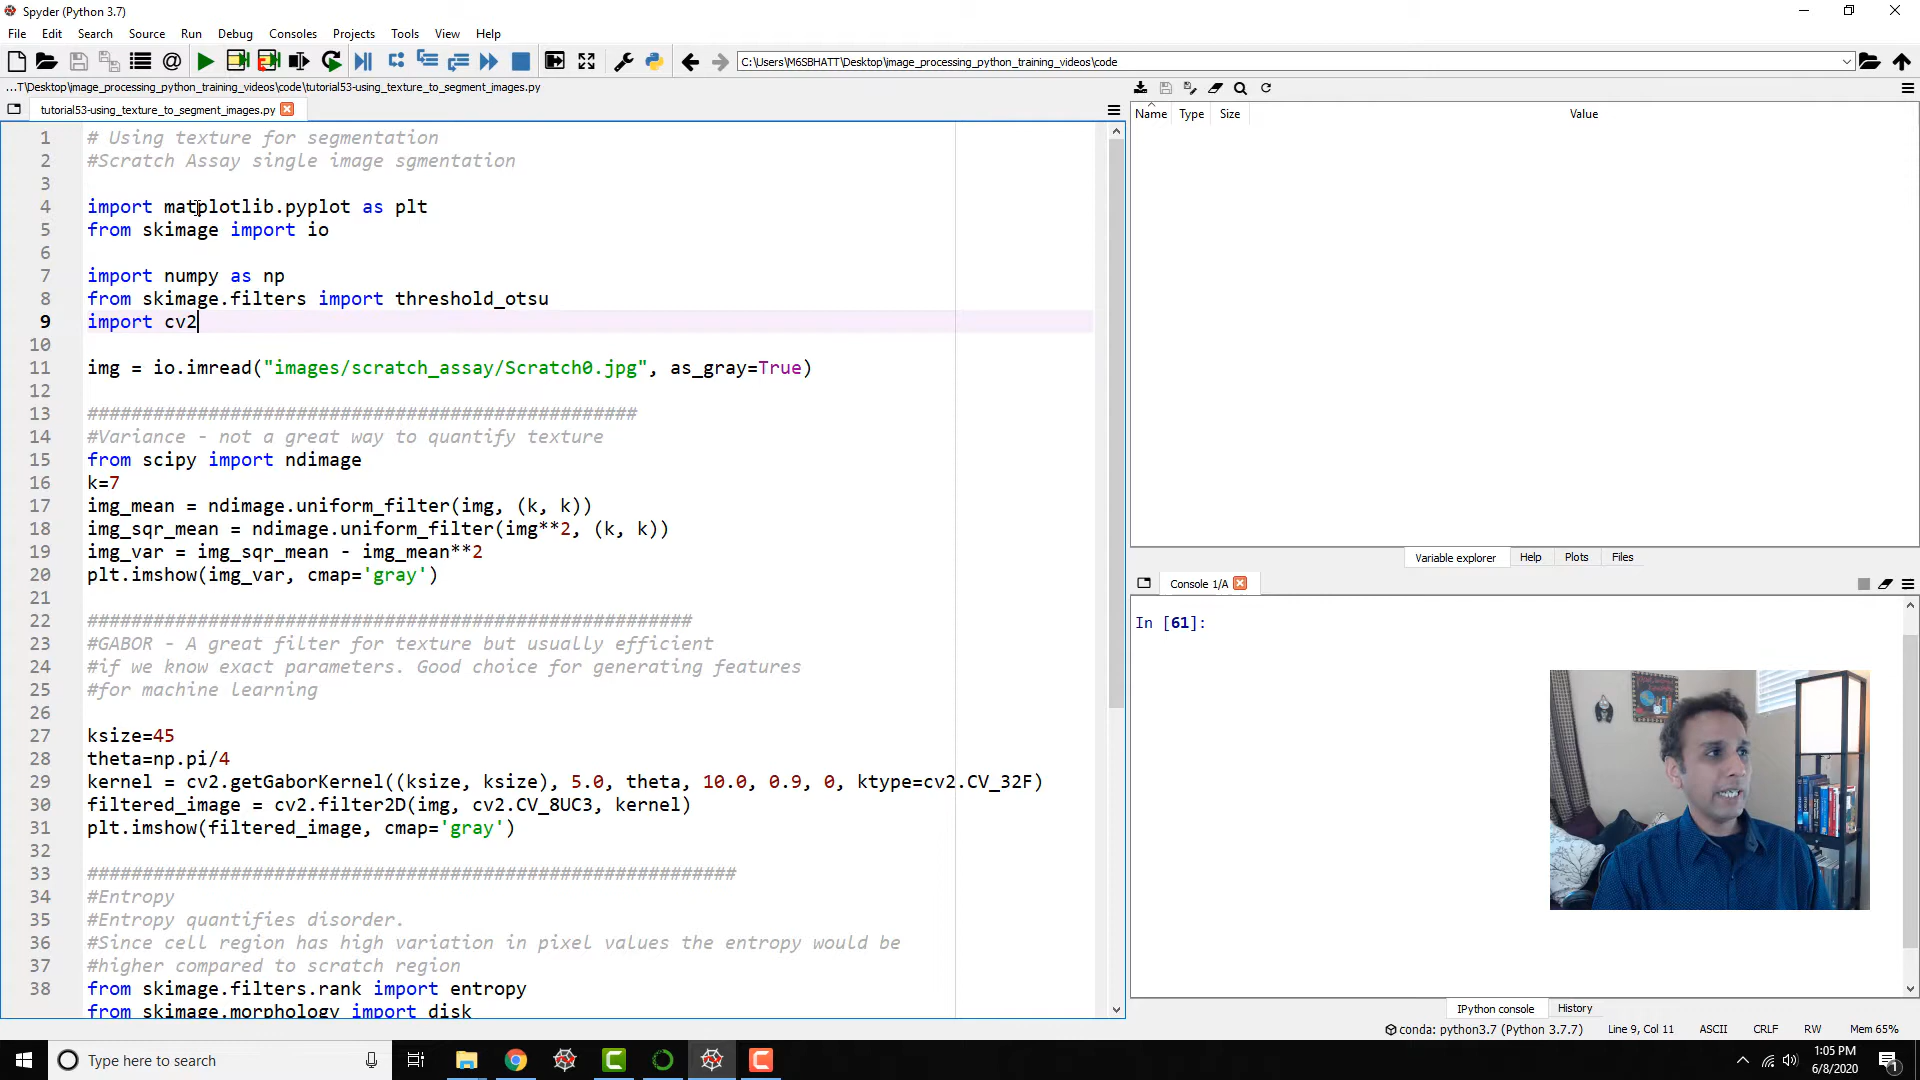 Spyder (Python 3.7)
File Edit Search Source Run Debug Consoles Projects Tools View Help
C:\Users\M6SBHATT\Desktop\image_processing_python_training_videos\code
...T\Desktop\image_processing_python_training_videos\code\tutorial53-using_texture_to_segment_images.py
tutorial53-using_texture_to_segment_images.py
1 # Using texture for segmentation
2 #Scratch Assay single image sgmentation
3
4 import matplotlib.pyplot as plt
5 from skimage import io
6
7 import numpy as np
8 from skimage.filters import threshold_otsu
9 import cv2
10
11 img = io.imread("images/scratch_assay/Scratch0.jpg", as_gray=True)
12
13 ##################################################
14 #Variance - not a great way to quantify texture
15 from scipy import ndimage
16 k=7
17 img_mean = ndimage.uniform_filter(img, (k, k))
18 img_sqr_mean = ndimage.uniform_filter(img**2, (k, k))
19 img_var = img_sqr_mean - img_mean**2
20 plt.imshow(img_var, cmap='gray')
21
22 #######################################################
23 #GABOR - A great filter for texture but usually efficient
24 #if we know exact parameters. Good choice for generating features
25 #for machine learning
26
27 ksize=45
28 theta=np.pi/4
29 kernel = cv2.getGaborKernel((ksize, ksize), 5.0, theta, 10.0, 0.9, 0, ktype=cv2.CV_32F)
30 filtered_image = cv2.filter2D(img, cv2.CV_8UC3, kernel)
31 plt.imshow(filtered_image, cmap='gray')
32
33 ###########################################################
34 #Entropy
35 #Entropy quantifies disorder.
36 #Since cell region has high variation in pixel values the entropy would be
37 #higher compared to scratch region
38 from skimage.filters.rank import entropy
from skimage.morphology import disk
Name Type Size Value
Variable explorer Help Plots Files
Console 1/A
In [61]:
IPython console History
conda: python3.7 (Python 3.7.7) Line 9, Col 11 ASCII CRLF RW Mem 65%
Type here to search
1:05 PM
6/8/2020
1